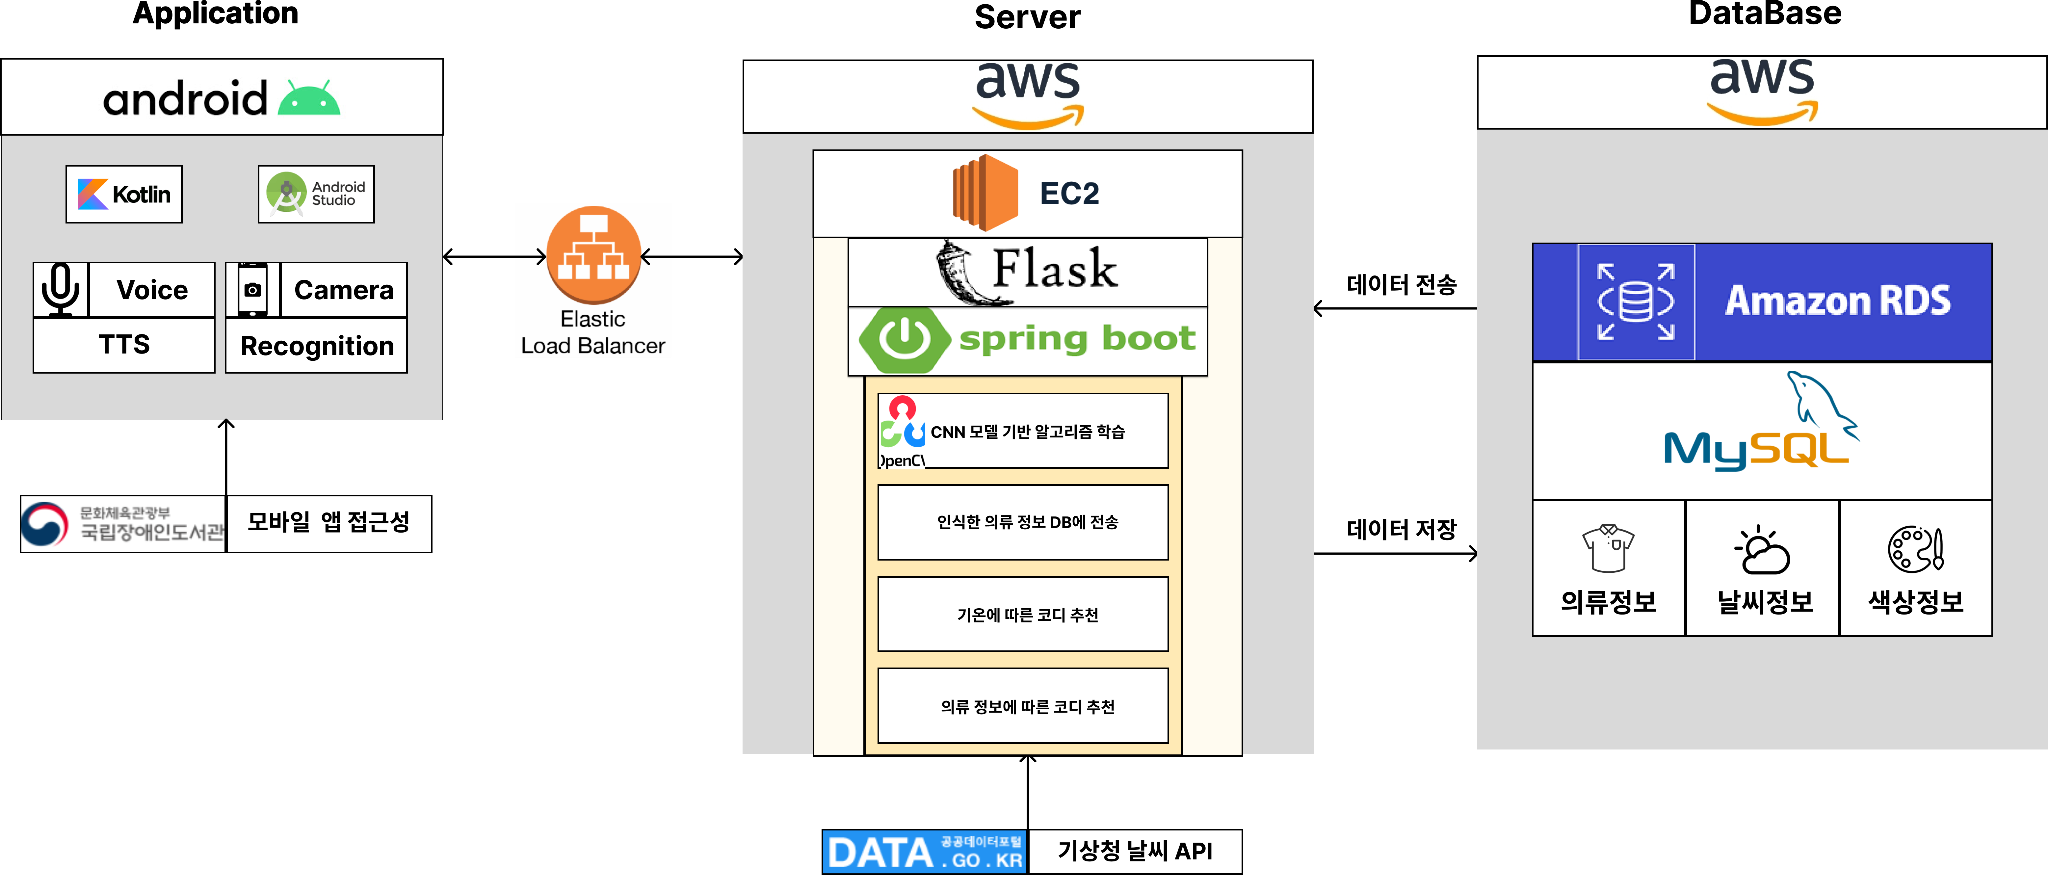 Application
Server
DataBase
android
aws
aws
Kotlin
Android
Studio
EC2
Voice
Camera
TTS
Recognition
Elastic
Load Balancer
Flask
spring boot
데이터 전송
Amazon RDS
MySQL
OpenCV
CNN 모델 기반 알고리즘 학습
인식한 의류 정보 DB에 전송
기온에 따른 코디 추천
의류 정보에 따른 코디 추천
데이터 저장
의류정보
날씨정보
색상정보
문화체육관광부
국립장애인도서관
모바일 앱 접근성
DATA
공공데이터포털
.GO.KR
기상청 날씨 API